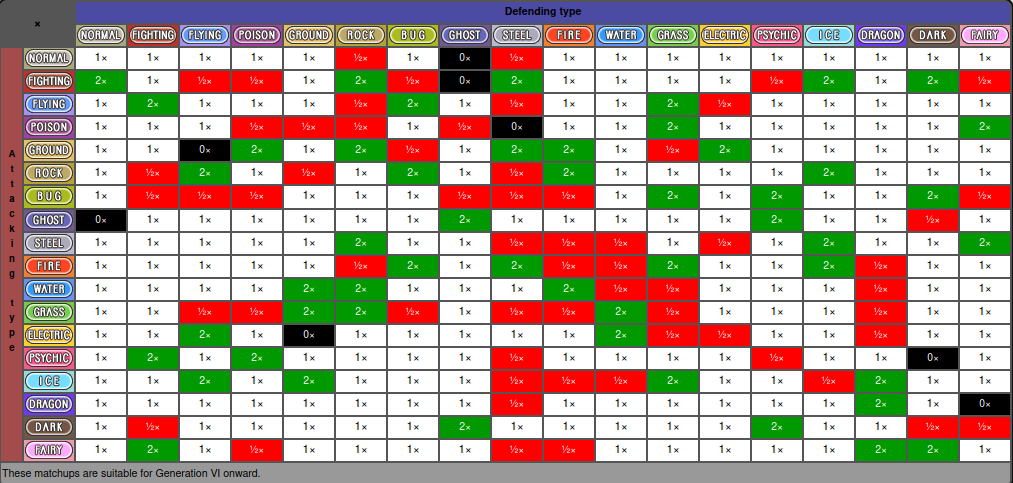 × Defending type
NORMAL FIGHTING FLYING POISON GROUND ROCK BUG GHOST STEEL FIRE WATER GRASS ELECTRIC PSYCHIC ICE DRAGON DARK FAIRY
Attacking type
NORMAL 1× 1× 1× 1× 1× ½× 1× 0× ½× 1× 1× 1× 1× 1× 1× 1× 1× 1×
FIGHTING 2× 1× ½× ½× 1× 2× ½× 0× 2× 1× 1× 1× 1× ½× 2× 1× 2× ½×
FLYING 1× 2× 1× 1× 1× ½× 2× 1× ½× 1× 1× 2× ½× 1× 1× 1× 1× 1×
POISON 1× 1× 1× ½× ½× ½× 1× ½× 0× 1× 1× 2× 1× 1× 1× 1× 1× 2×
GROUND 1× 1× 0× 2× 1× 2× ½× 1× 2× 2× 1× ½× 2× 1× 1× 1× 1× 1×
ROCK 1× ½× 2× 1× ½× 1× 2× 1× ½× 2× 1× 1× 1× 1× 2× 1× 1× 1×
BUG 1× ½× ½× ½× 1× 1× 1× ½× ½× ½× 1× 2× 1× 2× 1× 1× 2× ½×
GHOST 0× 1× 1× 1× 1× 1× 1× 2× 1× 1× 1× 1× 1× 2× 1× 1× ½× 1×
STEEL 1× 1× 1× 1× 1× 2× 1× 1× ½× ½× ½× 1× ½× 1× 2× 1× 1× 2×
FIRE 1× 1× 1× 1× 1× ½× 2× 1× 2× ½× ½× 2× 1× 1× 2× ½× 1× 1×
WATER 1× 1× 1× 1× 2× 2× 1× 1× 1× 2× ½× ½× 1× 1× 1× ½× 1× 1×
GRASS 1× 1× ½× ½× 2× 2× ½× 1× ½× ½× 2× ½× 1× 1× 1× ½× 1× 1×
ELECTRIC 1× 1× 2× 1× 0× 1× 1× 1× 1× 1× 2× ½× ½× 1× 1× ½× 1× 1×
PSYCHIC 1× 2× 1× 2× 1× 1× 1× 1× ½× 1× 1× 1× 1× ½× 1× 1× 0× 1×
ICE 1× 1× 2× 1× 2× 1× 1× 1× ½× ½× ½× 2× 1× 1× ½× 2× 1× 1×
DRAGON 1× 1× 1× 1× 1× 1× 1× 1× ½× 1× 1× 1× 1× 1× 1× 2× 1× 0×
DARK 1× ½× 1× 1× 1× 1× 1× 2× 1× 1× 1× 1× 1× 2× 1× 1× ½× ½×
FAIRY 1× 2× 1× ½× 1× 1× 1× 1× ½× ½× 1× 1× 1× 1× 1× 2× 2× 1×
These matchups are suitable for Generation VI onward.